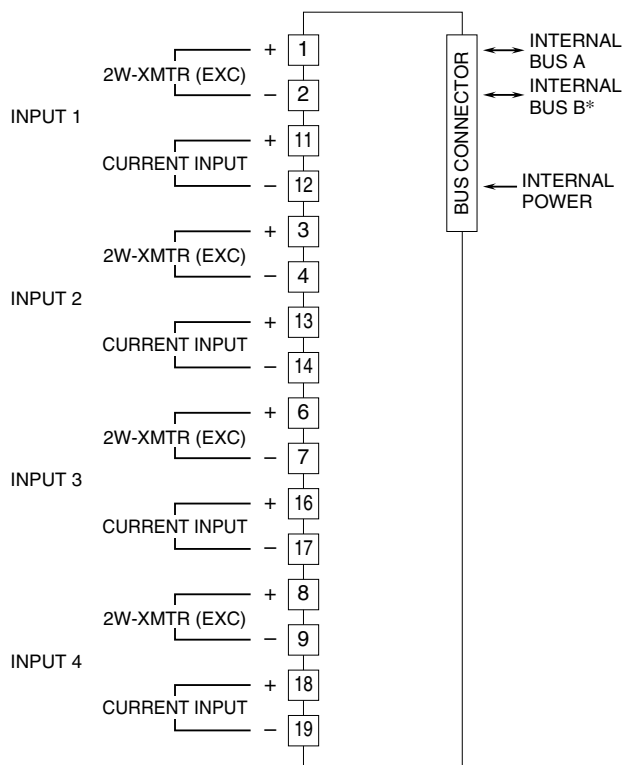 INPUT 1
2W-XMTR (EXC)
+ 1
− 2
CURRENT INPUT
+ 11
− 12
INPUT 2
2W-XMTR (EXC)
+ 3
− 4
CURRENT INPUT
+ 13
− 14
INPUT 3
2W-XMTR (EXC)
+ 6
− 7
CURRENT INPUT
+ 16
− 17
INPUT 4
2W-XMTR (EXC)
+ 8
− 9
CURRENT INPUT
+ 18
− 19
BUS CONNECTOR
INTERNAL
BUS A
INTERNAL
BUS B*
INTERNAL
POWER